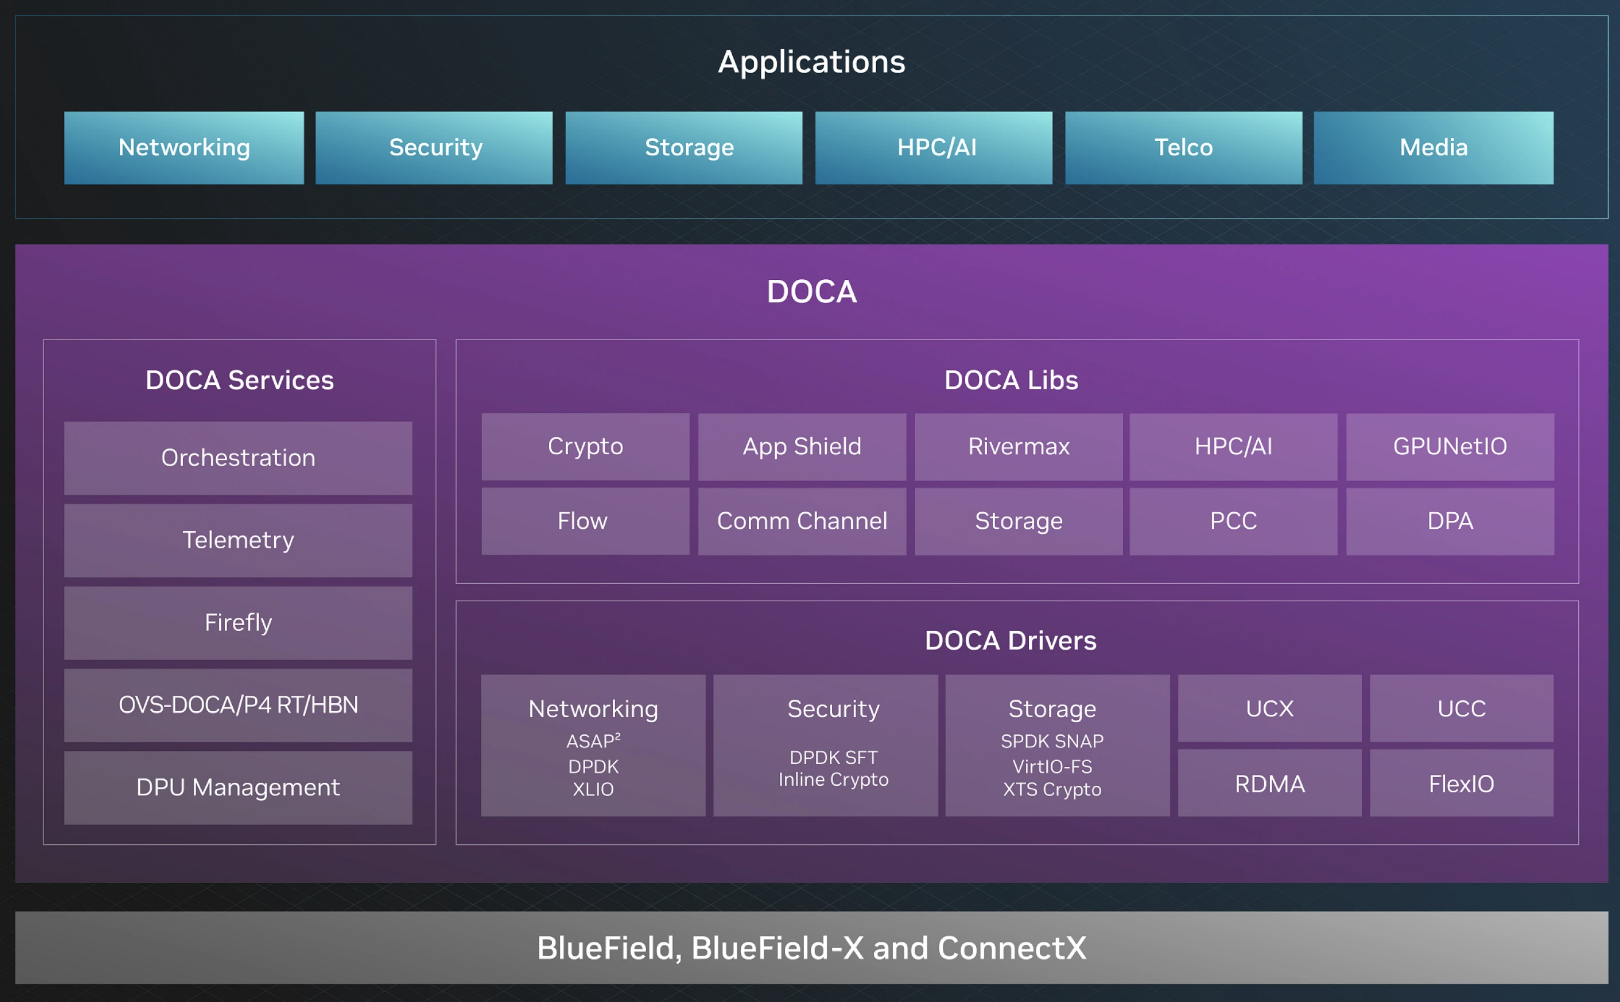 Applications
Networking
Security
Storage
HPC/AI
Telco
Media
DOCA
DOCA Services
Orchestration
Telemetry
Firefly
OVS-DOCA/P4 RT/HBN
DPU Management
DOCA Libs
Crypto
App Shield
Rivermax
HPC/AI
GPUNetIO
Flow
Comm Channel
Storage
PCC
DPA
DOCA Drivers
Networking
ASAP²
DPDK
XLIO
Security
DPDK SFT
Inline Crypto
Storage
SPDK SNAP
VirtIO-FS
XTS Crypto
UCX
UCC
RDMA
FlexIO
BlueField, BlueField-X and ConnectX